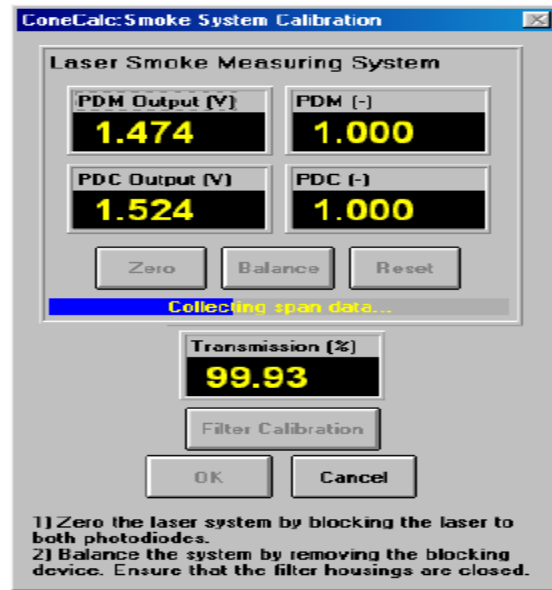 ConeCalc:Smoke System Calibration
Laser Smoke Measuring System
PDM Output (V) PDM (-)
1.474 1.000
PDC Output (V) PDC (-)
1.524 1.000
Zero Balance Reset
Collecting span data...
Transmission (%)
99.93
Filter Calibration
OK Cancel
1) Zero the laser system by blocking the laser to
both photodiodes.
2) Balance the system by removing the blocking
device. Ensure that the filter housings are closed.